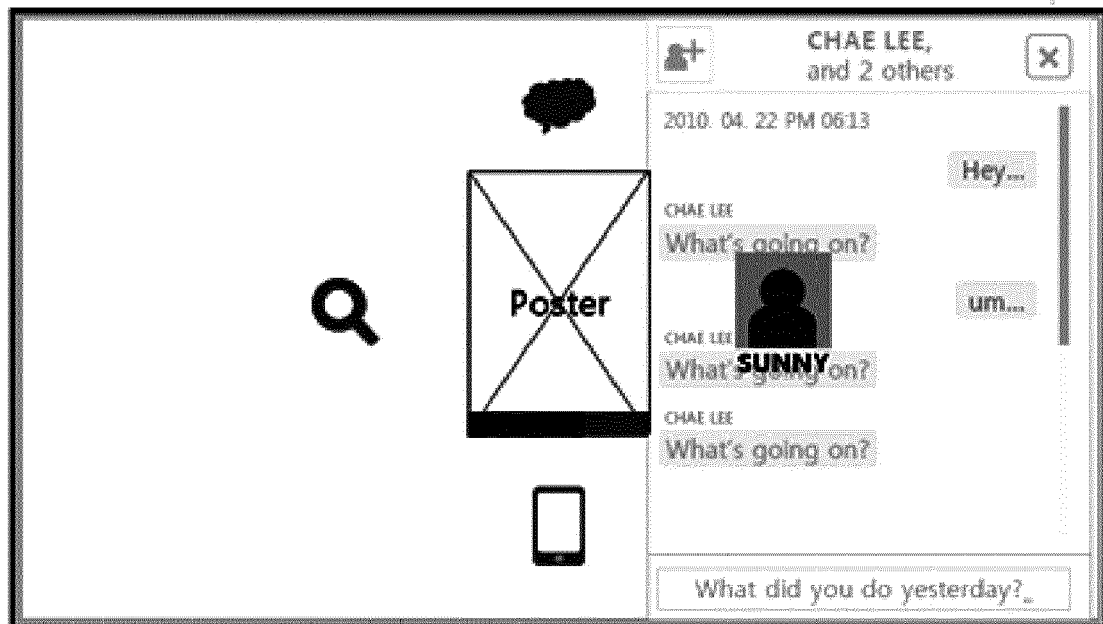 CHAE LEE,
and 2 others
2010. 04. 22 PM 06:13
Hey...
CHAE LEE
What's going on?
Poster
um...
CHAE LEE
What's going on?
SUNNY
CHAE LEE
What's going on?
What did you do yesterday?_